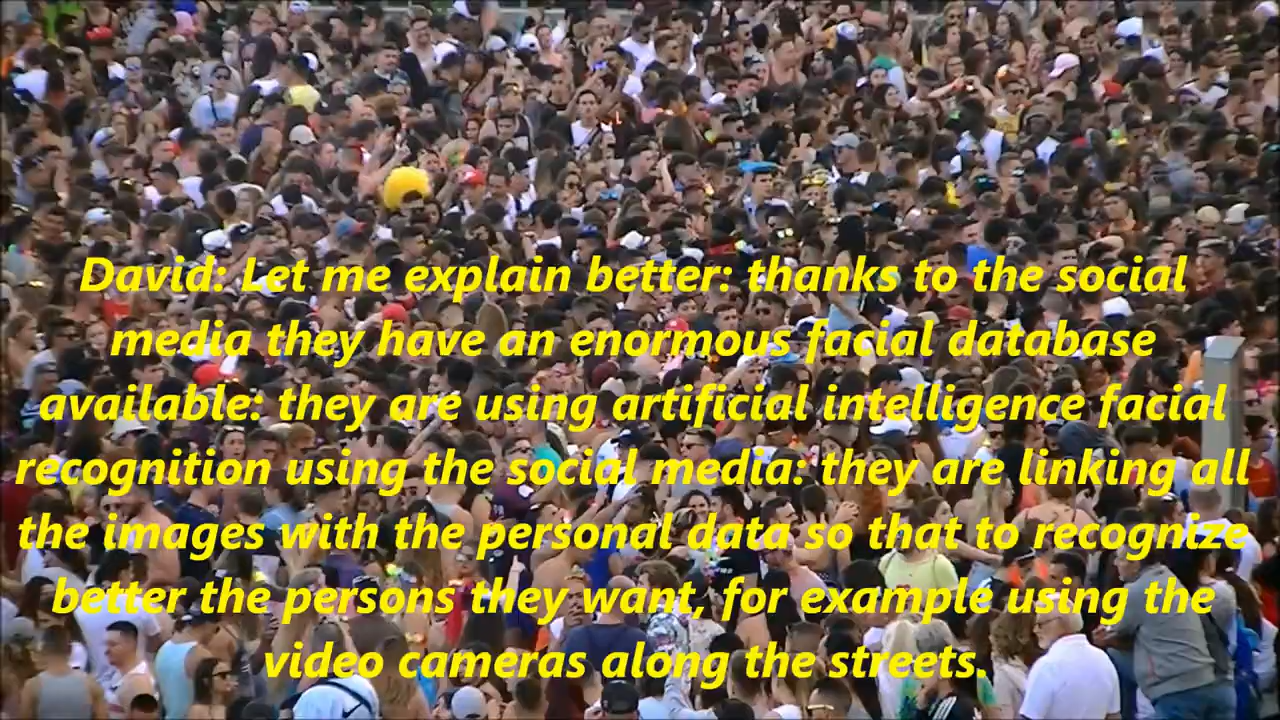 David: Let me explain better: thanks to the social
media they have an enormous facial database
available: they are using artificial intelligence facial
recognition using the social media: they are linking all
the images with the personal data so that to recognize
better the persons they want, for example using the
video cameras along the streets.